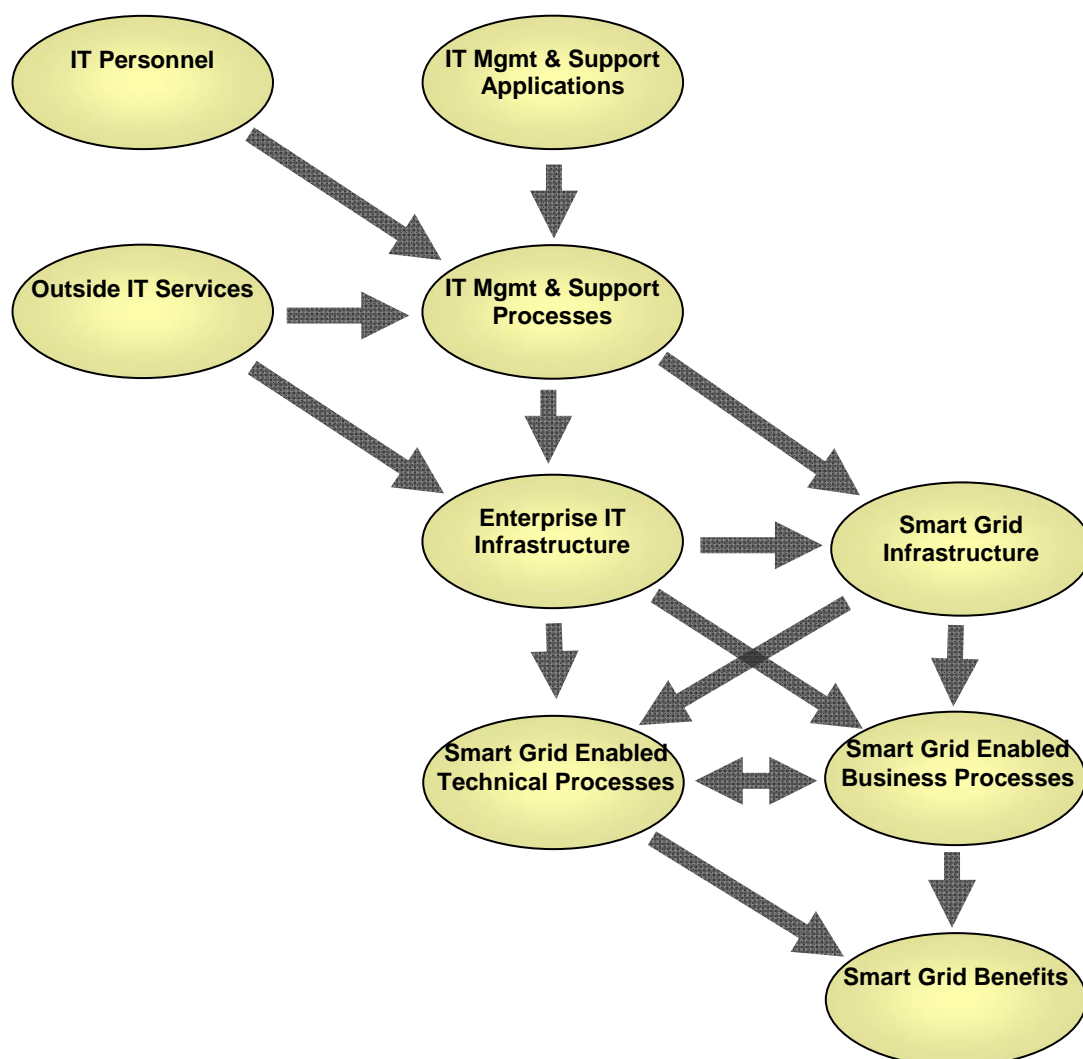 IT Personnel
IT Mgmt & Support
Applications
Outside IT Services
IT Mgmt & Support
Processes
Enterprise IT
Infrastructure
Smart Grid
Infrastructure
Smart Grid Enabled
Technical Processes
Smart Grid Enabled
Business Processes
Smart Grid Benefits